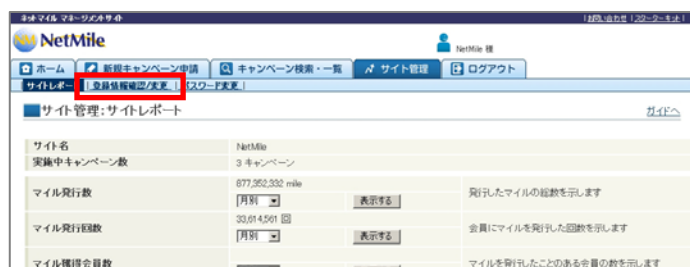 ネットマイル マネージメントサイト
| お問い合わせ |
NetMile
NetMile 様
ホーム
新規キャンペーン申請
キャンペーン検索・一覧
サイト管理
ログアウト
サイトレポート | 登録情報確認/変更 | パスワード変更 |
サイト管理:サイトレポート
ガイドへ
サイト名 NetMile
実施中キャンペーン数 3 キャンペーン
877,352,332 mile
マイル発行数 月別 表示する 発行したマイルの総数を示します
33,614,561 回
マイル発行回数 月別 表示する 会員にマイルを発行した回数を示します
マイル獲得会員数 マイルを発行したことのある会員の数を示します